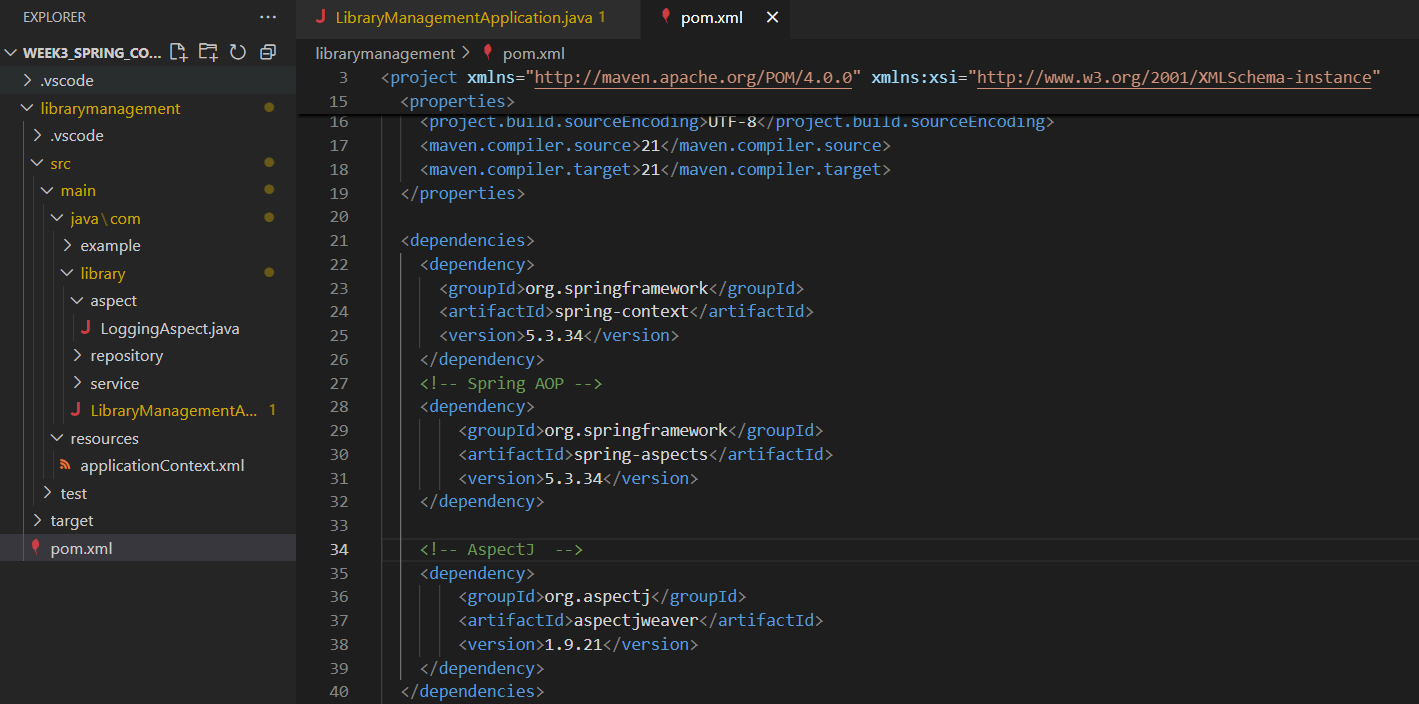 EXPLORER
···
WEEK3_SPRING_CO...
.vscode
librarymanagement
.vscode
src
main
java\com
example
library
aspect
J LoggingAspect.java
repository
service
J LibraryManagementA... 1
resources
applicationContext.xml
test
target
pom.xml
J LibraryManagementApplication.java 1
pom.xml ×
librarymanagement > pom.xml
3 <project xmlns="http://maven.apache.org/POM/4.0.0" xmlns:xsi="http://www.w3.org/2001/XMLSchema-instance"
15 <properties>
16 <project.build.sourceEncoding>UTF-8</project.build.sourceEncoding>
17 <maven.compiler.source>21</maven.compiler.source>
18 <maven.compiler.target>21</maven.compiler.target>
19 </properties>
20
21 <dependencies>
22 <dependency>
23 <groupId>org.springframework</groupId>
24 <artifactId>spring-context</artifactId>
25 <version>5.3.34</version>
26 </dependency>
27 <!-- Spring AOP -->
28 <dependency>
29 <groupId>org.springframework</groupId>
30 <artifactId>spring-aspects</artifactId>
31 <version>5.3.34</version>
32 </dependency>
33
34 <!-- AspectJ  -->
35 <dependency>
36 <groupId>org.aspectj</groupId>
37 <artifactId>aspectjweaver</artifactId>
38 <version>1.9.21</version>
39 </dependency>
40 </dependencies>